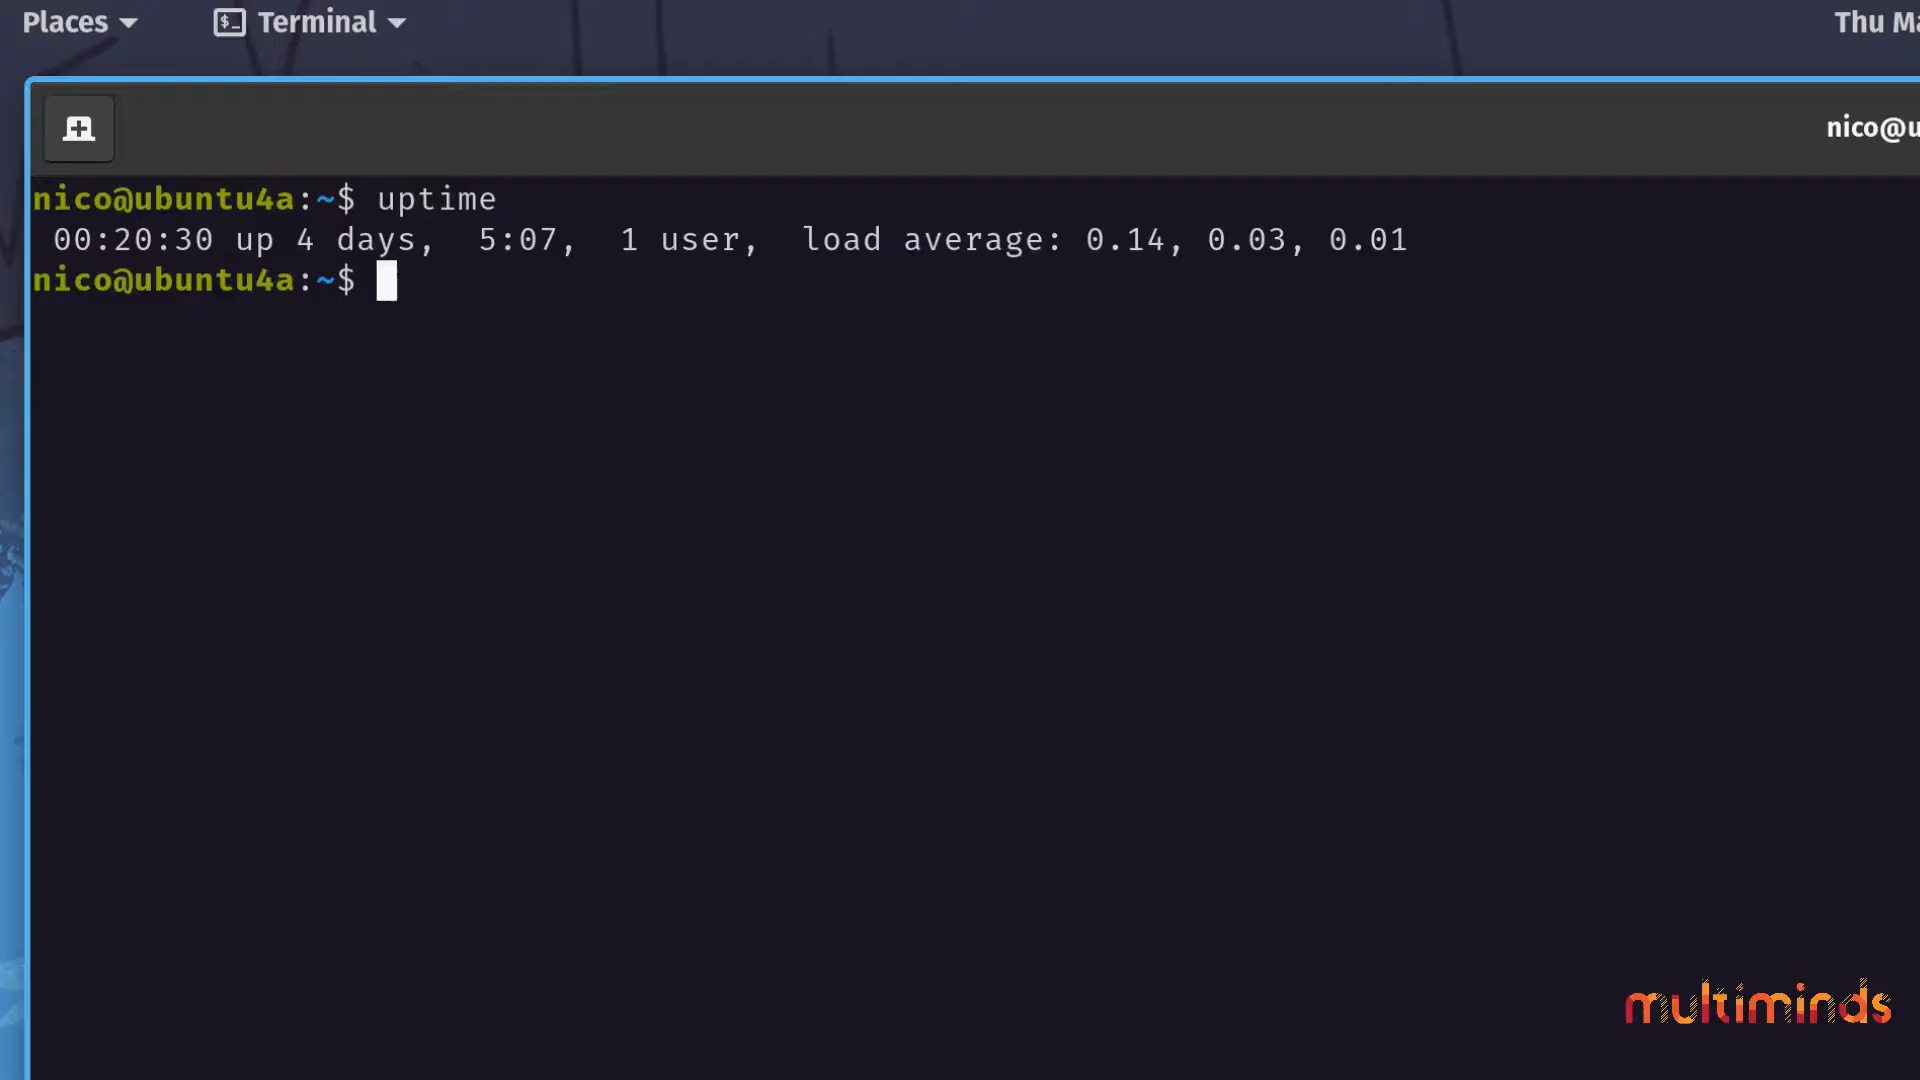 Places
Terminal
Thu Ma
nico@u
nico@ubuntu4a:~$ uptime
 00:20:30 up 4 days,  5:07,  1 user,  load average: 0.14, 0.03, 0.01
nico@ubuntu4a:~$
multiminds